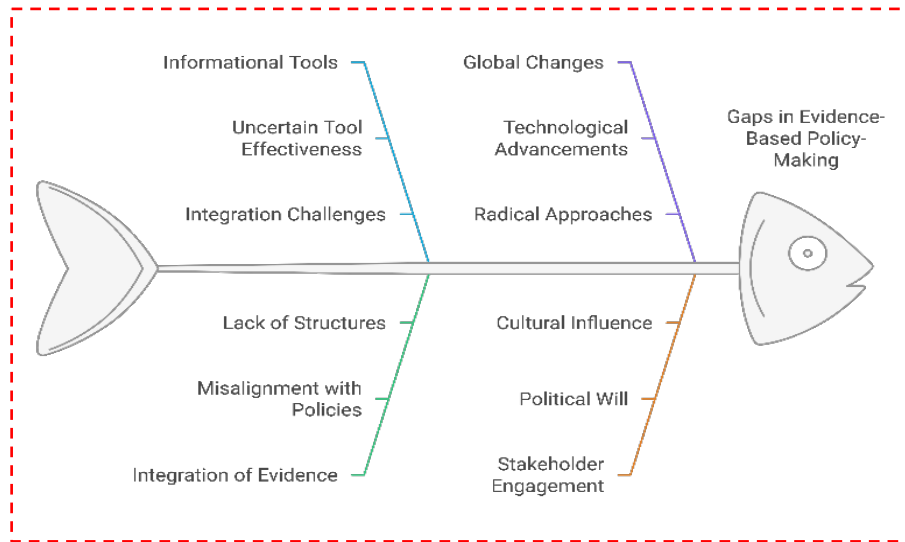 Informational Tools
Uncertain Tool
Effectiveness
Integration Challenges
Global Changes
Technological
Advancements
Radical Approaches
Gaps in Evidence-
Based Policy-
Making
Lack of Structures
Misalignment with
Policies
Integration of Evidence
Cultural Influence
Political Will
Stakeholder
Engagement